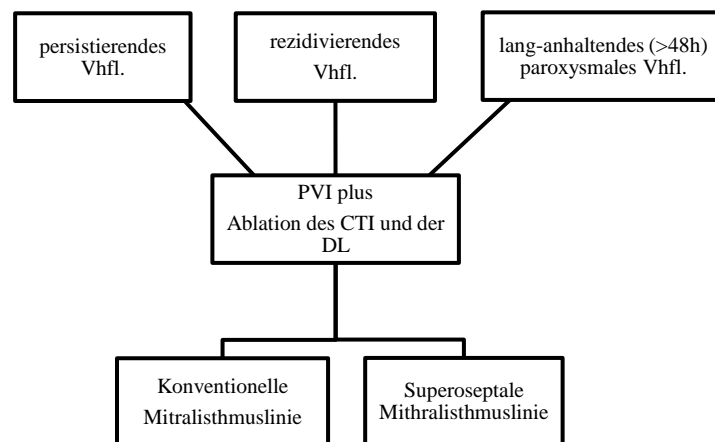 persistierendes
Vhfl.
rezidivierendes
Vhfl.
lang-anhaltendes (>48h)
paroxysmales Vhfl.
PVI plus
Ablation des CTI und der
DL
Konventionelle
Mitralisthmuslinie
Superoseptale
Mithralisthmuslinie